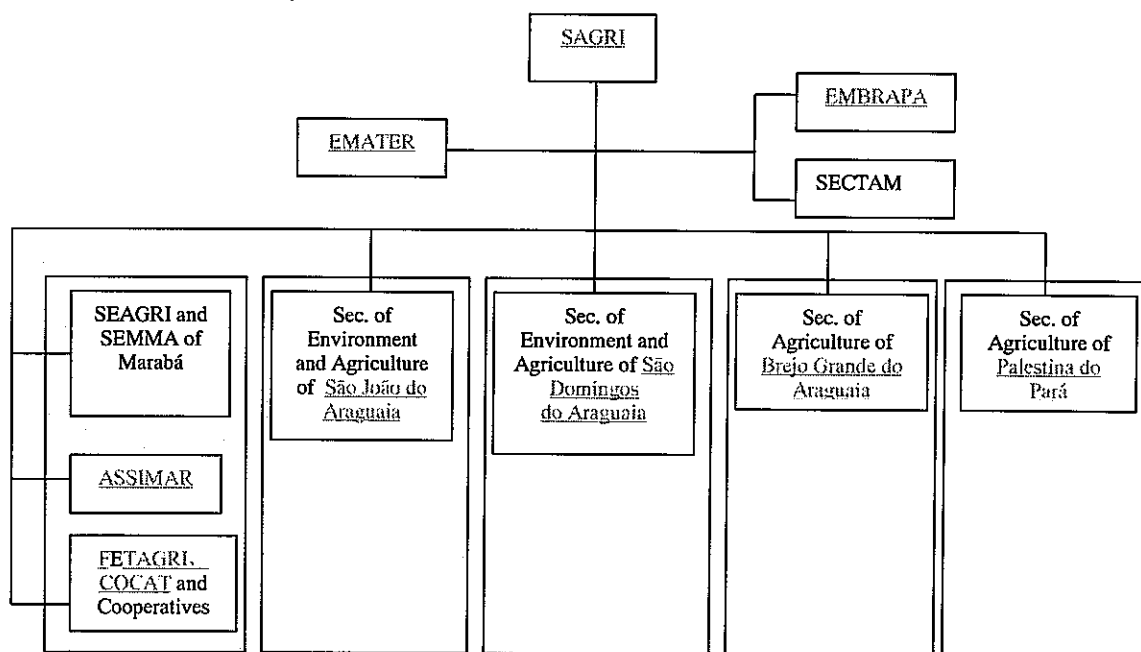 SAGRI
EMBRAPA
EMATER
SECTAM
SEAGRI and
SEMMA of
Marabá
Sec. of
Environment
and Agriculture
of São João do
Araguaia
Sec. of
Environment and
Agriculture of São
Domingos
do Araguaia
Sec. of
Agriculture of
Brejo Grande do
Araguaia
Sec. of
Agriculture of
Palestina do
Pará
ASSIMAR
FETAGRI,
COCAT and
Cooperatives